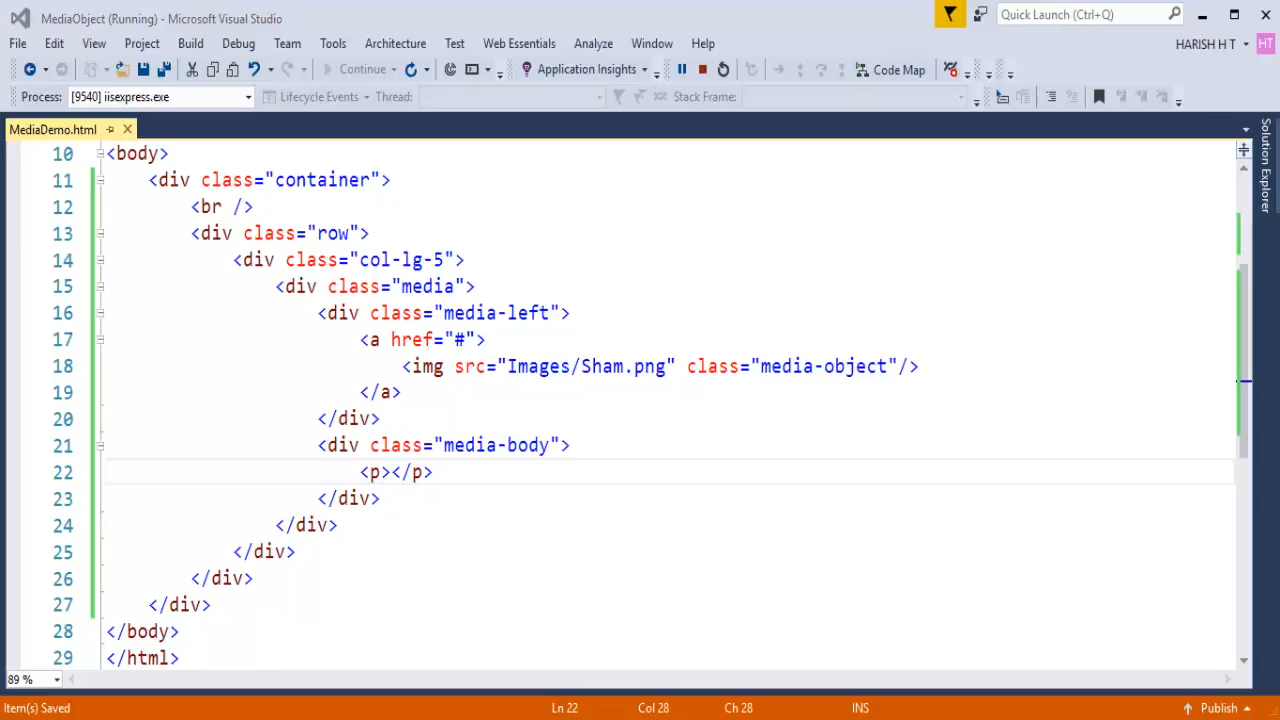 MediaObject (Running) - Microsoft Visual Studio
Quick Launch (Ctrl+Q)
File Edit View Project Build Debug Team Tools Architecture Test Web Essentials Analyze Window Help
HARISH H T HT
Continue Application Insights Code Map
Process: [9540] iisexpress.exe Lifecycle Events Thread: Stack Frame:
MediaDemo.html
Solution Explorer
10 <body>
11 <div class="container">
12 <br />
13 <div class="row">
14 <div class="col-lg-5">
15 <div class="media">
16 <div class="media-left">
17 <a href="#">
18 <img src="Images/Sham.png" class="media-object"/>
19 </a>
20 </div>
21 <div class="media-body">
22 <p></p>
23 </div>
24 </div>
25 </div>
26 </div>
27 </div>
28 </body>
29 </html>
89 %
Item(s) Saved Ln 22 Col 28 Ch 28 INS Publish